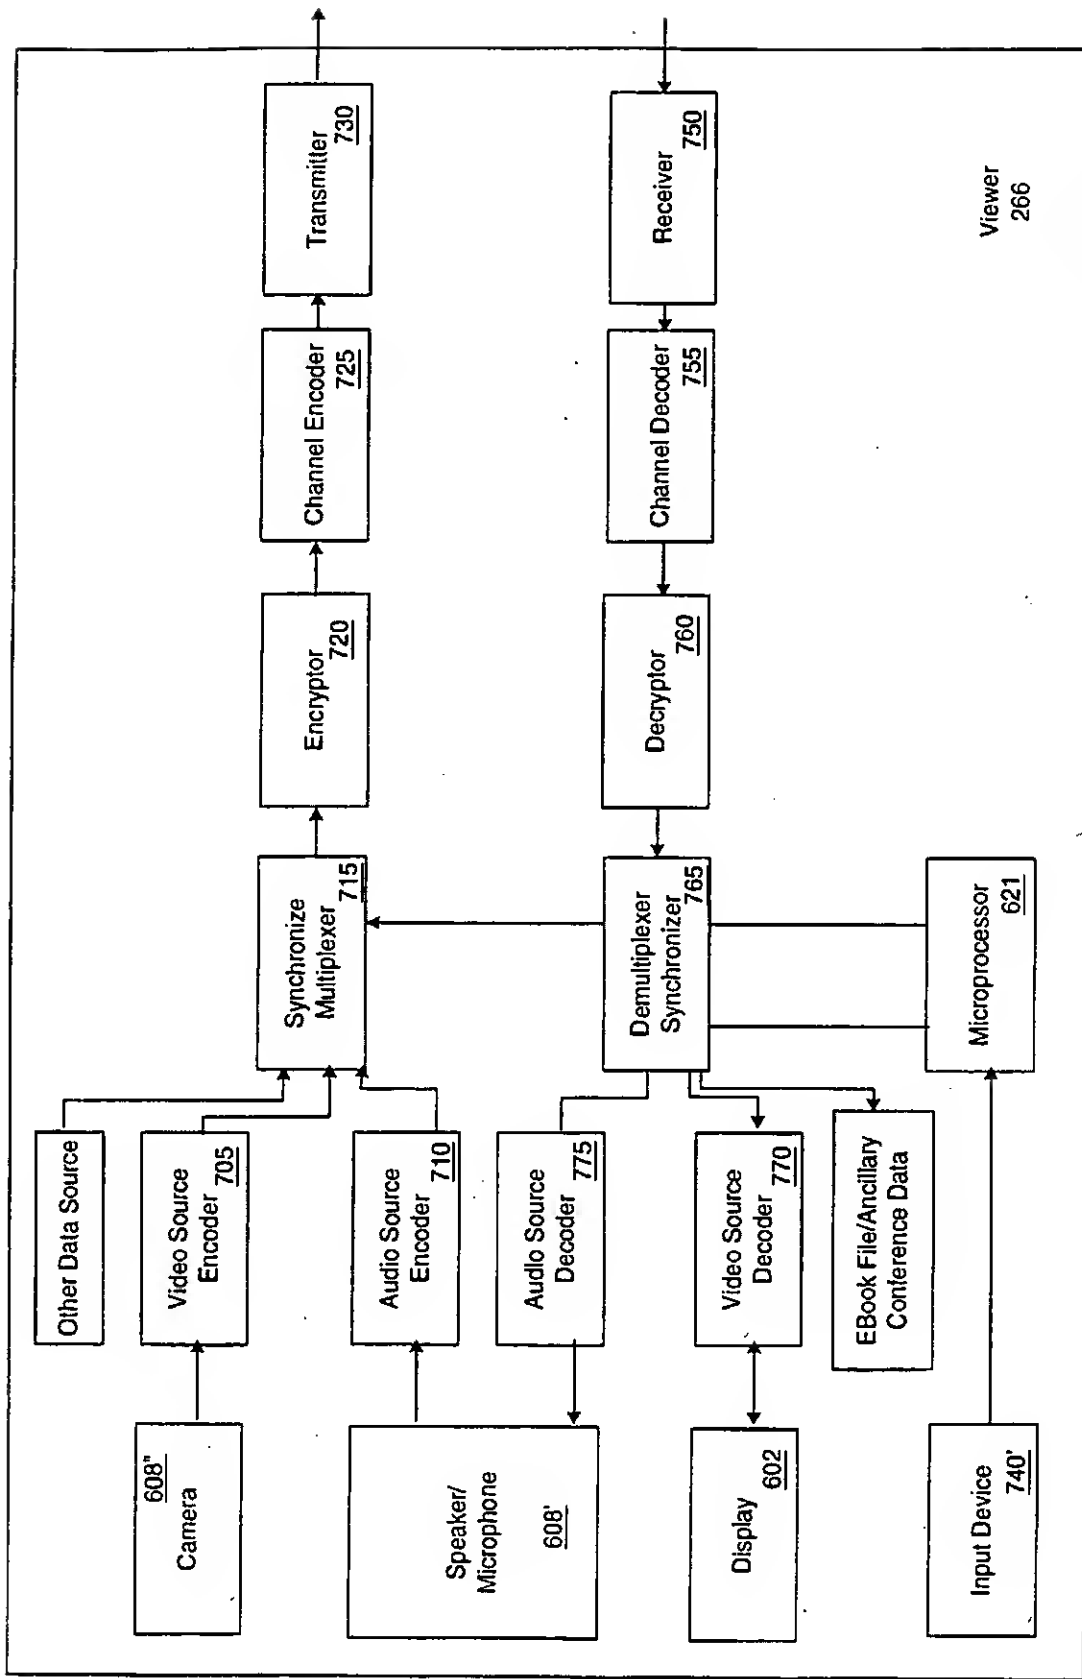 Camera
608"
Speaker/
Microphone
608'
Display
602
Input Device
740'
Other Data Source
Video Source
Encoder
705
Audio Source
Encoder
710
Audio Source
Decoder
775
Video Source
Decoder
770
EBook File/Ancillary
Conference Data
Synchronize
Multiplexer
715
Demultiplexer
Synchronizer
765
Microprocessor
621
Encryptor
720
Decryptor
760
Channel Encoder
725
Channel Decoder
755
Transmitter
730
Receiver
750
Viewer
266